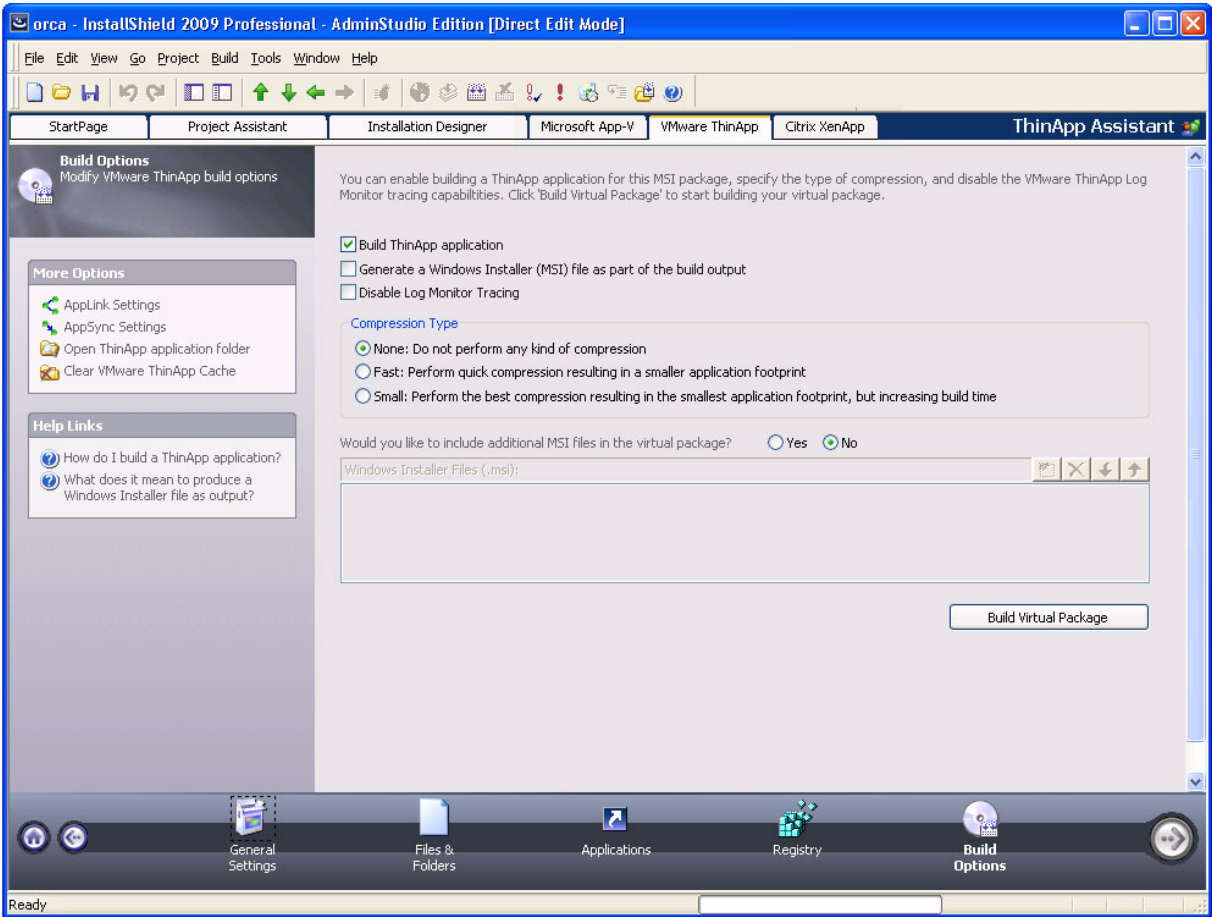 orca - InstallShield 2009 Professional - AdminStudio Edition [Direct Edit Mode]
File Edit View Go Project Build Tools Window Help
StartPage Project Assistant Installation Designer Microsoft App-V VMware ThinApp Citrix XenApp ThinApp Assistant
Build Options
Modify VMware ThinApp build options
More Options
AppLink Settings
AppSync Settings
Open ThinApp application folder
Clear VMware ThinApp Cache
Help Links
How do I build a ThinApp application?
What does it mean to produce a
Windows Installer file as output?
You can enable building a ThinApp application for this MSI package, specify the type of compression, and disable the VMware ThinApp Log
Monitor tracing capabiltities. Click 'Build Virtual Package' to start building your virtual package.
Build ThinApp application
Generate a Windows Installer (MSI) file as part of the build output
Disable Log Monitor Tracing
Compression Type
None: Do not perform any kind of compression
Fast: Perform quick compression resulting in a smaller application footprint
Small: Perform the best compression resulting in the smallest application footprint, but increasing build time
Would you like to include additional MSI files in the virtual package? Yes No
Windows Installer Files (.msi):
Build Virtual Package
General
Settings
Files &
Folders
Applications
Registry
Build
Options
Ready